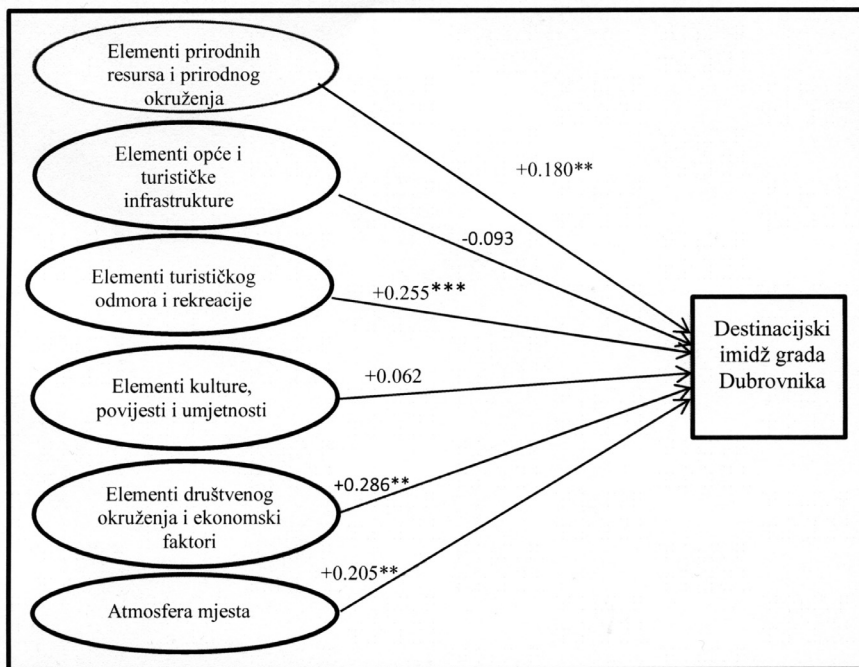 Elementi prirodnih
resursa i prirodnog
okruženja
+0.180**
Elementi opće i
turističke
infrastrukture
-0.093
Elementi turističkog
odmora i rekreacije
+0.255***
Elementi kulture,
povijesti i umjetnosti
+0.062
Elementi društvenog
okruženja i ekonomski
faktori
+0.286**
Atmosfera mjesta
+0.205**
Destinacijski
imidž grada
Dubrovnika